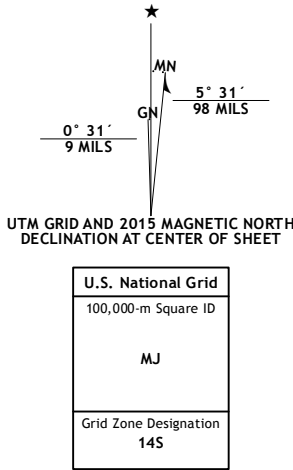 MN
GN
5° 31´
98 MILS
0° 31´
9 MILS
UTM GRID AND 2015 MAGNETIC NORTH
DECLINATION AT CENTER OF SHEET
U.S. National Grid
100,000-m Square ID
MJ
Grid Zone Designation
14S